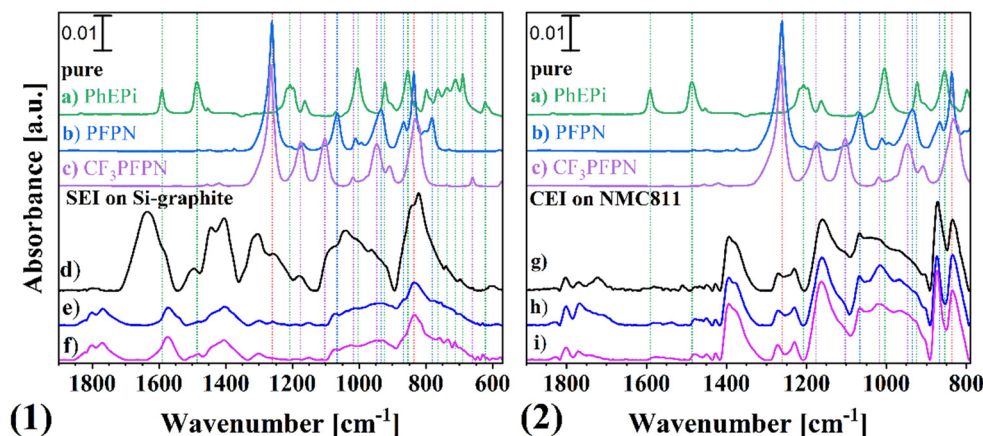 0.01
pure
a) PhEPi
b) PFPN
c) CF₃PFPN
SEI on Si-graphite
d)
e)
f)
1800 1600 1400 1200 1000 800 600
Wavenumber [cm⁻¹]
Absorbance [a.u.]
(1)
0.01
pure
a) PhEPi
b) PFPN
c) CF₃PFPN
CEI on NMC811
g)
h)
i)
1800 1600 1400 1200 1000 800
Wavenumber [cm⁻¹]
(2)